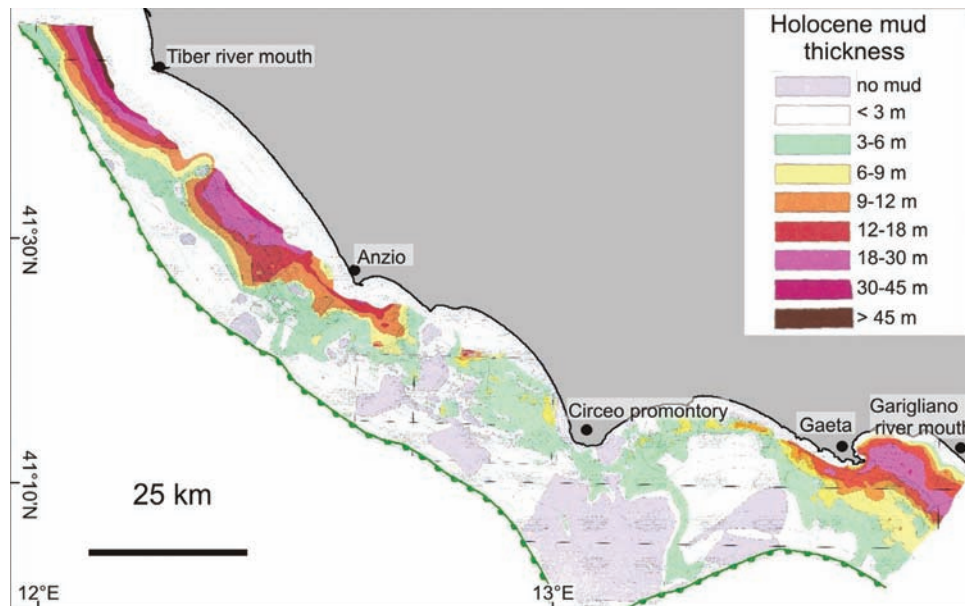 Holocene mud
thickness
no mud
< 3 m
3-6 m
6-9 m
9-12 m
12-18 m
18-30 m
30-45 m
> 45 m
Tiber river mouth
Anzio
Circeo promontory
Gaeta
Garigliano
river mouth
41°30'N
41°10'N
25 km
12°E
13°E